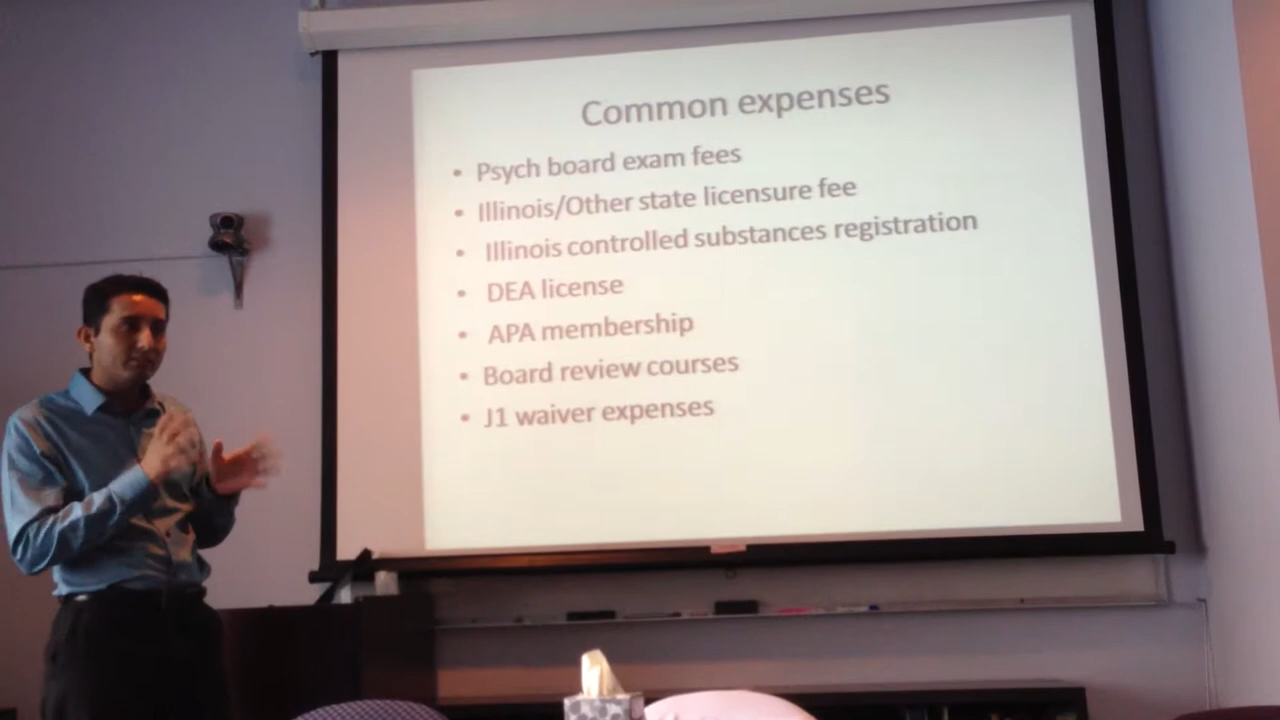 Common expenses
• Psych board exam fees
• Illinois/Other state licensure fee
• Illinois controlled substances registration
• DEA license
• APA membership
• Board review courses
• J1 waiver expenses